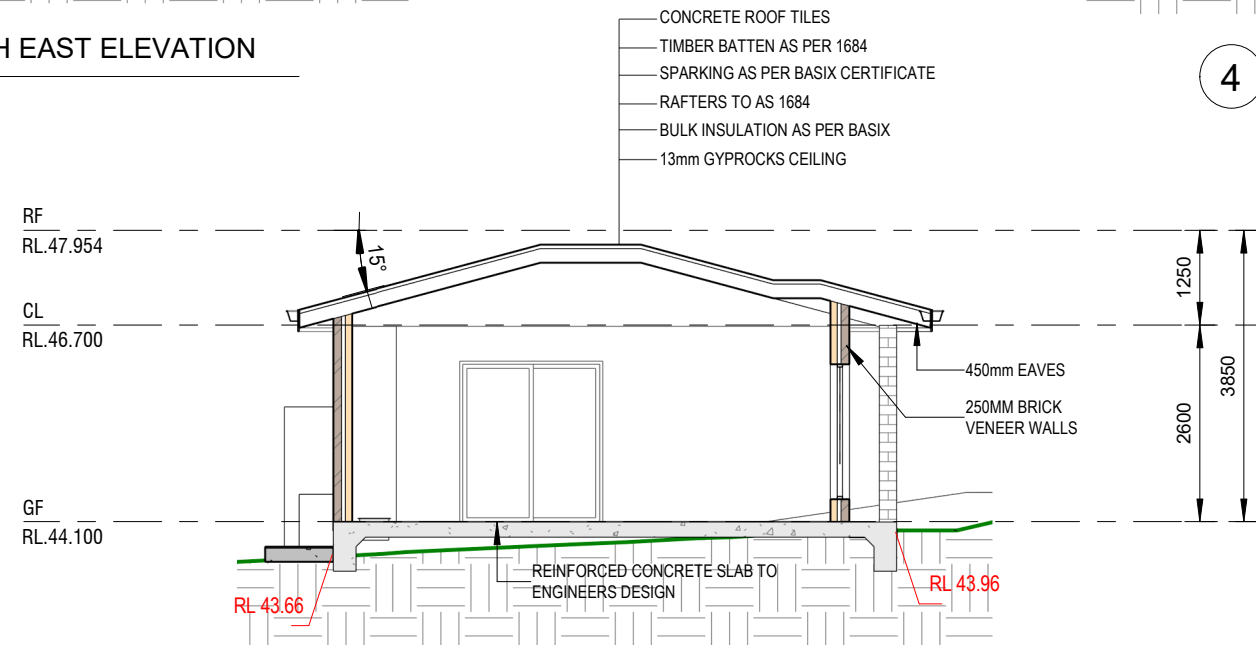 H EAST ELEVATION
CONCRETE ROOF TILES
TIMBER BATTEN AS PER 1684
SPARKING AS PER BASIX CERTIFICATE
RAFTERS TO AS 1684
BULK INSULATION AS PER BASIX
13mm GYPROCKS CEILING
4
RF
RL.47.954
15°
1250
CL
RL.46.700
450mm EAVES
3850
250MM BRICK
VENEER WALLS
2600
GF
RL.44.100
REINFORCED CONCRETE SLAB TO
ENGINEERS DESIGN
RL 43.96
RL 43.66